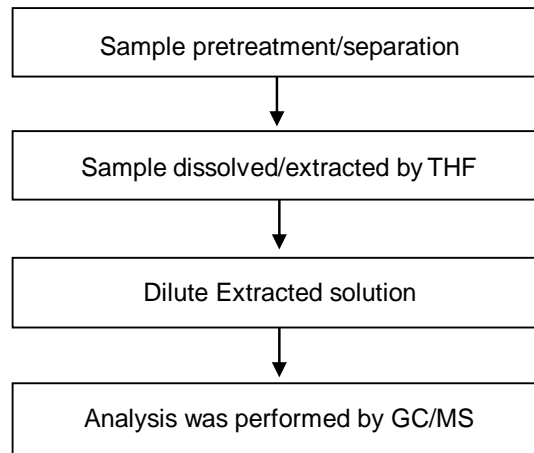 Sample pretreatment/separation
Sample dissolved/extracted by THF
Dilute Extracted solution
Analysis was performed by GC/MS